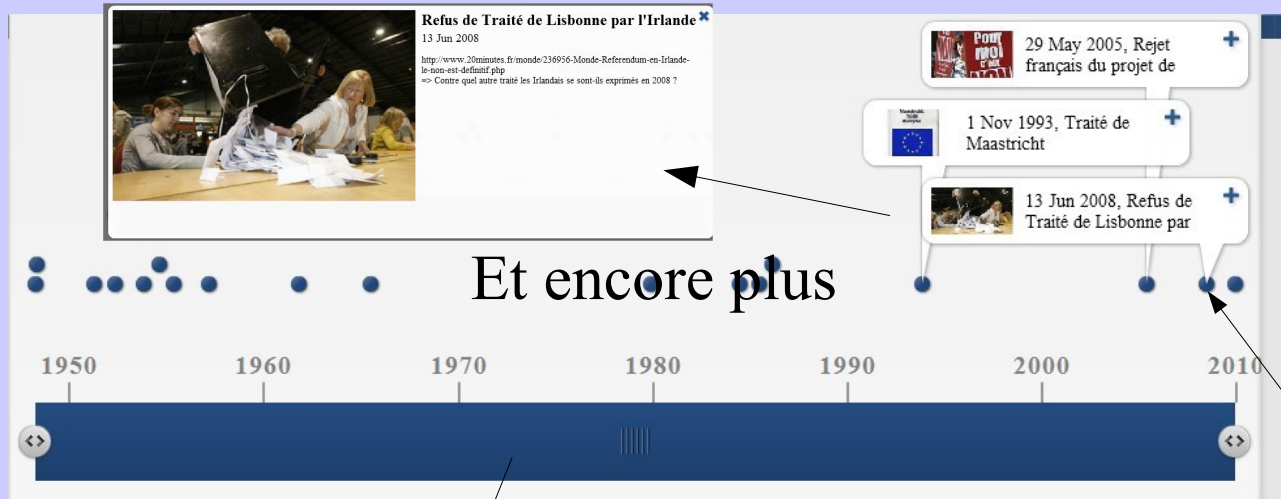 Refus de Traité de Lisbonne par l'Irlande
13 Jun 2008
http://www.20minutes.fr/monde/236956-Monde-Referendum-en-Irlande-
le-non-est-definitif.php
=> Contre quel autre traité les Irlandais se sont-ils exprimés en 2008 ?
POUR
moi
NON
29 May 2005, Rejet
français du projet de
1 Nov 1993, Traité de
Maastricht
13 Jun 2008, Refus de
Traité de Lisbonne par
Et encore plus
1950 1960 1970 1980 1990 2000 2010